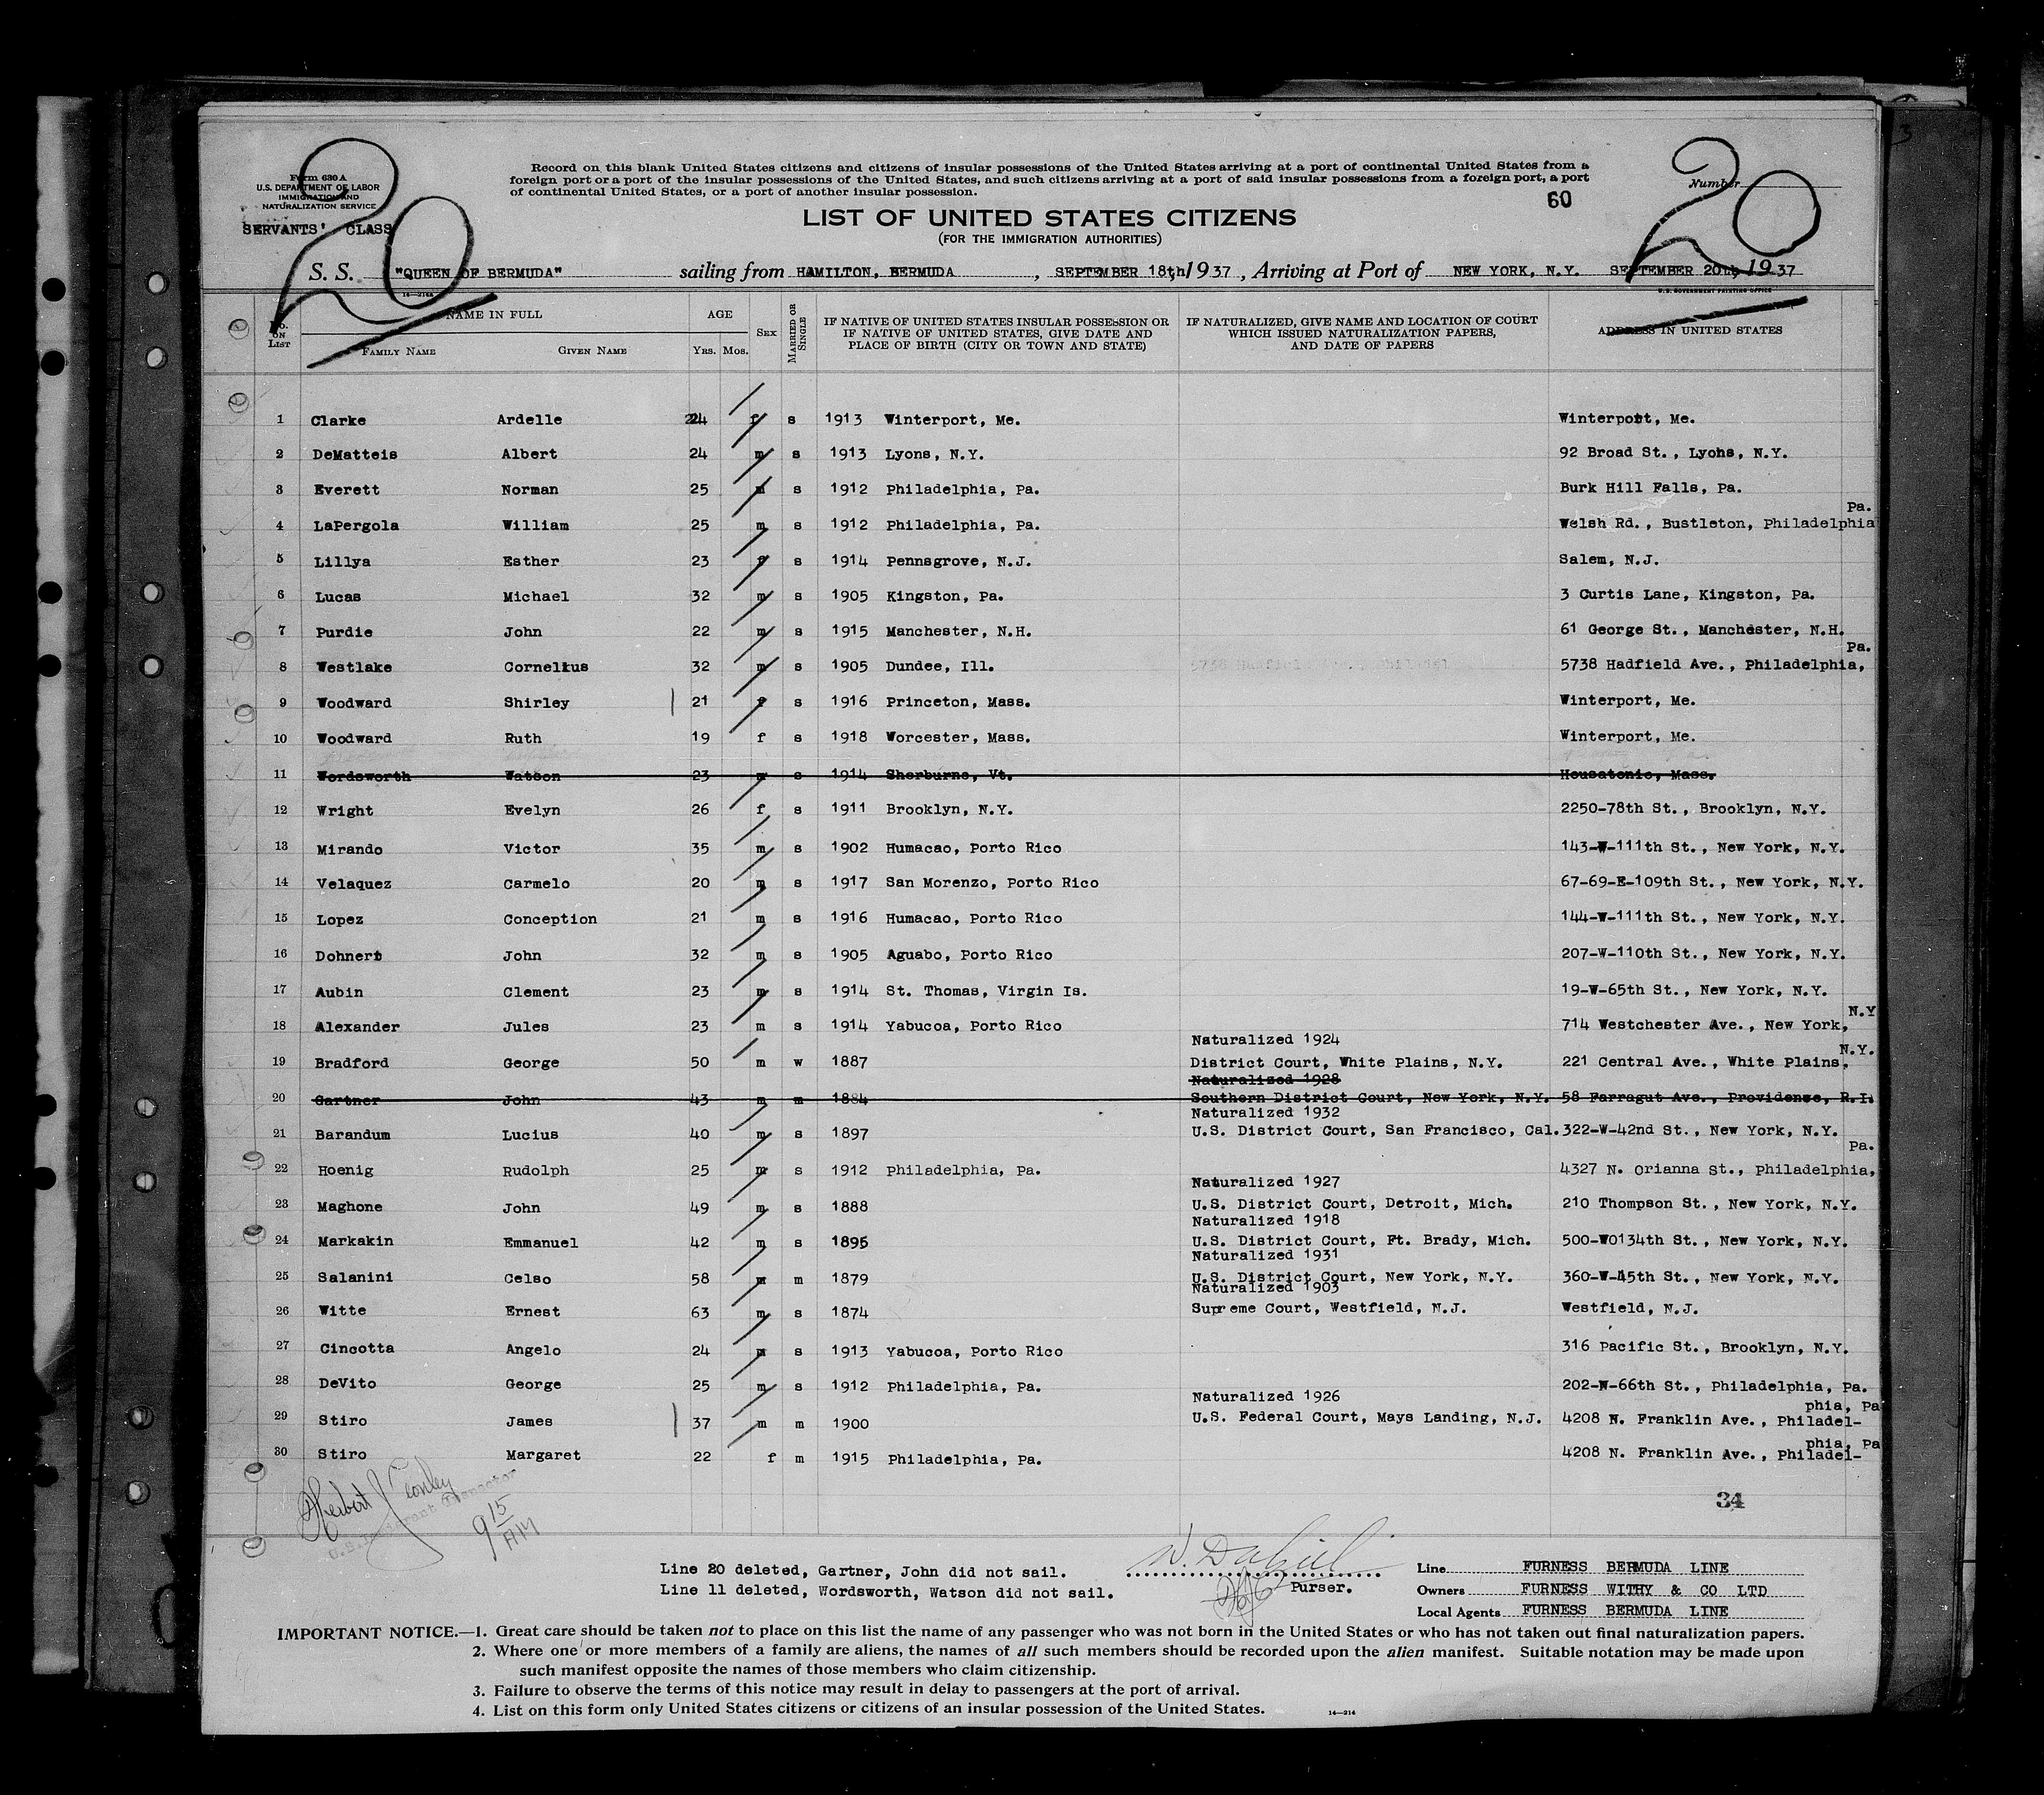 20
20
Form 630 A
U.S. DEPARTMENT OF LABOR
IMMIGRATION AND
NATURALIZATION SERVICE
SERVANTS' CLASS
Record on this blank United States citizens and citizens of insular possessions of the United States arriving at a port of continental United States from a
foreign port or a port of the insular possessions of the United States, and such citizens arriving at a port of said insular possessions from a foreign port, a port
of continental United States, or a port of another insular possession.
Number
60
LIST OF UNITED STATES CITIZENS
(FOR THE IMMIGRATION AUTHORITIES)
S. S. "QUEEN OF BERMUDA" sailing from HAMILTON, BERMUDA, SEPTEMBER 18th, 1937, Arriving at Port of NEW YORK, N.Y. SEPTEMBER 20th, 1937
16—214a U.S. GOVERNMENT PRINTING OFFICE
No. ON LIST NAME IN FULL FAMILY NAME GIVEN NAME AGE YRS. MOS. SEX MARRIED OR SINGLE IF NATIVE OF UNITED STATES INSULAR POSSESSION OR IF NATIVE OF UNITED STATES, GIVE DATE AND PLACE OF BIRTH (CITY OR TOWN AND STATE) IF NATURALIZED, GIVE NAME AND LOCATION OF COURT WHICH ISSUED NATURALIZATION PAPERS, AND DATE OF PAPERS ADDRESS IN UNITED STATES
1 Clarke Ardelle 24 f s 1913 Winterport, Me. Winterport, Me.
2 DeMatteis Albert 24 m s 1913 Lyons, N.Y. 92 Broad St., Lyons, N.Y.
3 Everett Norman 25 m s 1912 Philadelphia, Pa. Burk Hill Falls, Pa.
4 LaPergola William 25 m s 1912 Philadelphia, Pa. Welsh Rd., Bustleton, Philadelphia Pa.
5 Lillya Esther 23 f s 1914 Pennsgrove, N.J. Salem, N.J.
6 Lucas Michael 32 m s 1905 Kingston, Pa. 3 Curtis Lane, Kingston, Pa.
7 Purdie John 22 m s 1915 Manchester, N.H. 61 George St., Manchester, N.H.
8 Westlake Cornelius 32 m s 1905 Dundee, Ill. 5738 Hadfield Ave., Philadelphia, Pa.
9 Woodward Shirley 21 f s 1916 Princeton, Mass. Winterport, Me.
10 Woodward Ruth 19 f s 1918 Worcester, Mass. Winterport, Me.
11 Wordsworth Watson 23 m s 1914 Sherburne, Vt. Housatonic, Mass.
12 Wright Evelyn 26 f s 1911 Brooklyn, N.Y. 2250-78th St., Brooklyn, N.Y.
13 Mirando Victor 35 m s 1902 Humacao, Porto Rico 143-W-111th St., New York, N.Y.
14 Velaquez Carmelo 20 m s 1917 San Morenzo, Porto Rico 67-69-E-109th St., New York, N.Y.
15 Lopez Conception 21 m s 1916 Humacao, Porto Rico 144-W-111th St., New York, N.Y.
16 Dohnert John 32 m s 1905 Aguabo, Porto Rico 207-W-110th St., New York, N.Y.
17 Aubin Clement 23 m s 1914 St. Thomas, Virgin Is. 19-W-65th St., New York, N.Y.
18 Alexander Jules 23 m s 1914 Yabucoa, Porto Rico 714 Westchester Ave., New York, N.Y
19 Bradford George 50 m w 1887 Naturalized 1924 District Court, White Plains, N.Y. 221 Central Ave., White Plains, N.Y.
20 Gartner John 43 m m 1884 Naturalized 1928 Southern District Court, New York, N.Y. 58 Farragut Ave., Providence, R.I.
21 Barandum Lucius 40 m s 1897 Naturalized 1932 U.S. District Court, San Francisco, Cal. 322-W-42nd St., New York, N.Y.
22 Hoenig Rudolph 25 m s 1912 Philadelphia, Pa. 4327 N. Orianna St., Philadelphia, Pa.
23 Maghone John 49 m s 1888 Naturalized 1927 U.S. District Court, Detroit, Mich. 210 Thompson St., New York, N.Y.
24 Markakin Emmanuel 42 m s 1895 Naturalized 1918 U.S. District Court, Ft. Brady, Mich. 500-W0134th St., New York, N.Y.
25 Salanini Celso 58 m m 1879 Naturalized 1931 U.S. District Court, New York, N.Y. 360-W-45th St., New York, N.Y.
26 Witte Ernest 63 m s 1874 Naturalized 1903 Supreme Court, Westfield, N.J. Westfield, N.J.
27 Cincotta Angelo 24 m s 1913 Yabucoa, Porto Rico 316 Pacific St., Brooklyn, N.Y.
28 DeVito George 25 m s 1912 Philadelphia, Pa. 202-N-66th St., Philadelphia, Pa.
29 Stiro James 37 m m 1900 Naturalized 1926 U.S. Federal Court, Mays Landing, N.J. 4208 N. Franklin Ave., Philadel-phia, Pa
30 Stiro Margaret 22 f m 1915 Philadelphia, Pa. 4208 N. Franklin Ave., Philadel-phia, Pa
34
Herbert J Conley
U.S. Immigrant Inspector
9 15 AM
Line 20 deleted, Gartner, John did not sail.
Line 11 deleted, Wordsworth, Watson did not sail.
Purser.
Line FURNESS BERMUDA LINE
Owners FURNESS WITHY & CO LTD
Local Agents FURNESS BERMUDA LINE
IMPORTANT NOTICE.—1. Great care should be taken not to place on this list the name of any passenger who was not born in the United States or who has not taken out final naturalization papers.
2. Where one or more members of a family are aliens, the names of all such members should be recorded upon the alien manifest. Suitable notation may be made upon
such manifest opposite the names of those members who claim citizenship.
3. Failure to observe the terms of this notice may result in delay to passengers at the port of arrival.
4. List on this form only United States citizens or citizens of an insular possession of the United States.
14—214